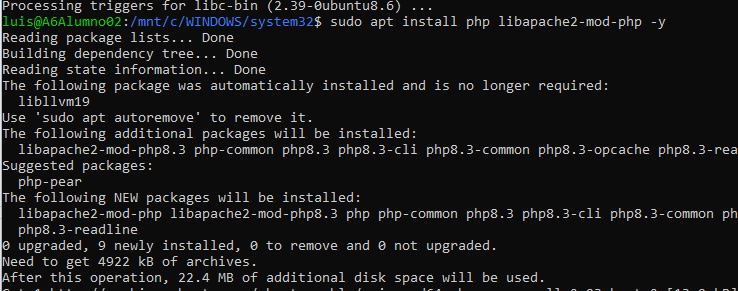 Processing triggers for libc-bin (2.39-0ubuntu8.6) ...
luis@A6Alumno02:/mnt/c/WINDOWS/system32$ sudo apt install php libapache2-mod-php -y
Reading package lists... Done
Building dependency tree... Done
Reading state information... Done
The following package was automatically installed and is no longer required:
  libllvm19
Use 'sudo apt autoremove' to remove it.
The following additional packages will be installed:
  libapache2-mod-php8.3 php-common php8.3 php8.3-cli php8.3-common php8.3-opcache php8.3-rea
Suggested packages:
  php-pear
The following NEW packages will be installed:
  libapache2-mod-php libapache2-mod-php8.3 php php-common php8.3 php8.3-cli php8.3-common ph
  php8.3-readline
0 upgraded, 9 newly installed, 0 to remove and 0 not upgraded.
Need to get 4922 kB of archives.
After this operation, 22.4 MB of additional disk space will be used.